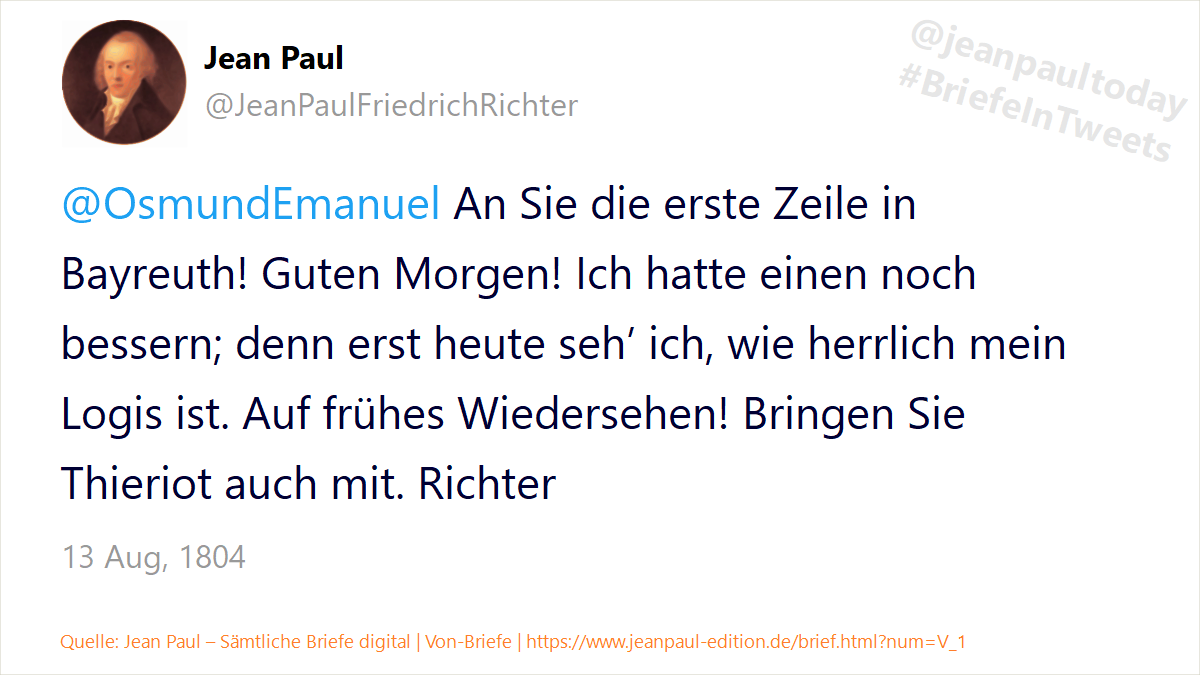 Jean Paul
@JeanPaulFriedrichRichter
@jeanpaultoday
#BriefeInTweets
@OsmundEmanuel An Sie die erste Zeile in
Bayreuth! Guten Morgen! Ich hatte einen noch
bessern; denn erst heute seh’ ich, wie herrlich mein
Logis ist. Auf frühes Wiedersehen! Bringen Sie
Thieriot auch mit. Richter
13 Aug, 1804
Quelle: Jean Paul – Sämtliche Briefe digital | Von-Briefe | https://www.jeanpaul-edition.de/brief.html?num=V_1